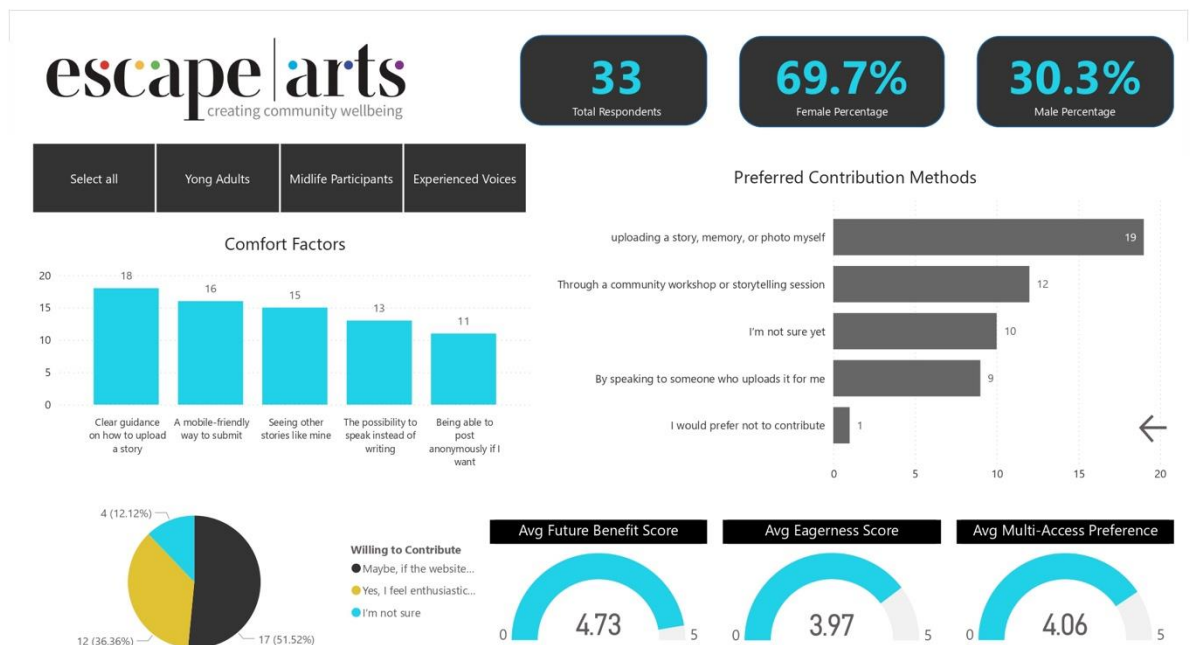 escape arts
creating community wellbeing
33
Total Respondents
69.7%
Female Percentage
30.3%
Male Percentage
Select all
Yong Adults
Midlife Participants
Experienced Voices
Comfort Factors
20
15
10
5
0
18
16
15
13
11
Clear guidance
on how to upload
a story
A mobile-friendly
way to submit
Seeing other
stories like mine
The possibility to
speak instead of
writing
Being able to
post
anonymously if I
want
Preferred Contribution Methods
uploading a story, memory, or photo myself
19
Through a community workshop or storytelling session
12
I'm not sure yet
10
By speaking to someone who uploads it for me
9
I would prefer not to contribute
1
0
5
10
15
20
4 (12.12%)
12 (36.36%)
17 (51.52%)
Willing to Contribute
Maybe, if the website...
Yes, I feel enthusiastic...
I'm not sure
Avg Future Benefit Score
0
4.73
5
Avg Eagerness Score
0
3.97
5
Avg Multi-Access Preference
0
4.06
5